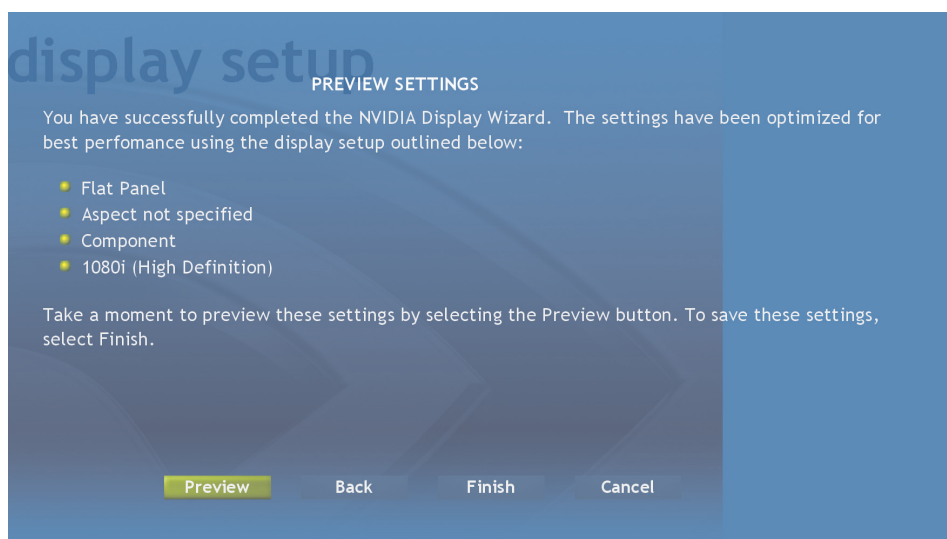 display setup
PREVIEW SETTINGS
You have successfully completed the NVIDIA Display Wizard.  The settings have been optimized for
best perfomance using the display setup outlined below:
Flat Panel
Aspect not specified
Component
1080i (High Definition)
Take a moment to preview these settings by selecting the Preview button. To save these settings,
select Finish.
Preview Back Finish Cancel